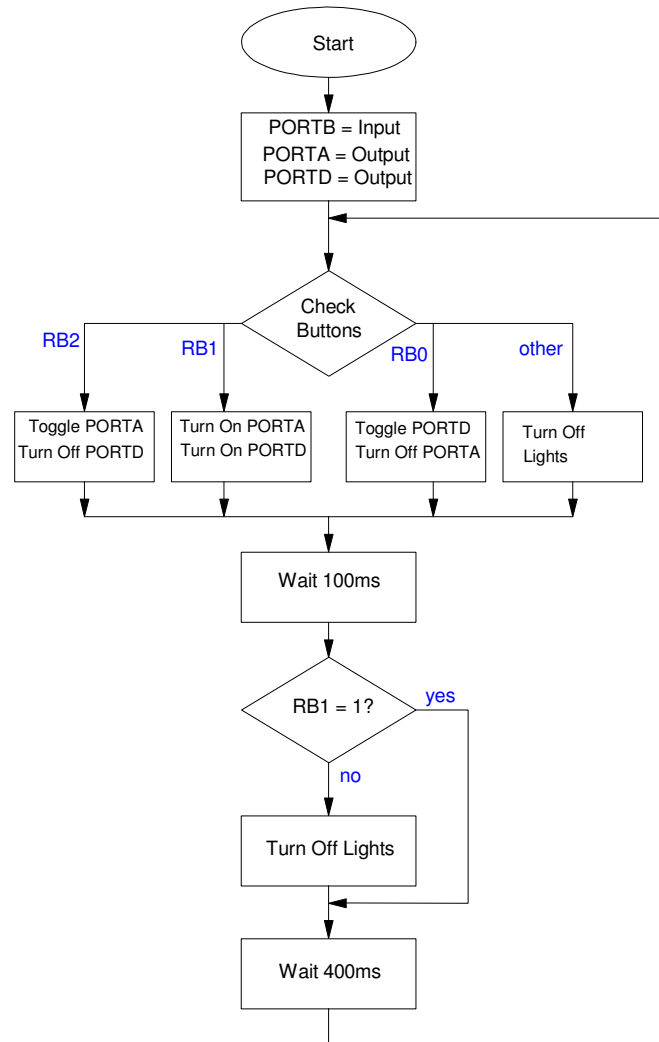 Start
PORTB = Input
PORTA = Output
PORTD = Output
Check
Buttons
RB2
RB1
RB0
other
Toggle PORTA
Turn Off PORTD
Turn On PORTA
Turn On PORTD
Toggle PORTD
Turn Off PORTA
Turn Off
Lights
Wait 100ms
RB1 = 1?
yes
no
Turn Off Lights
Wait 400ms